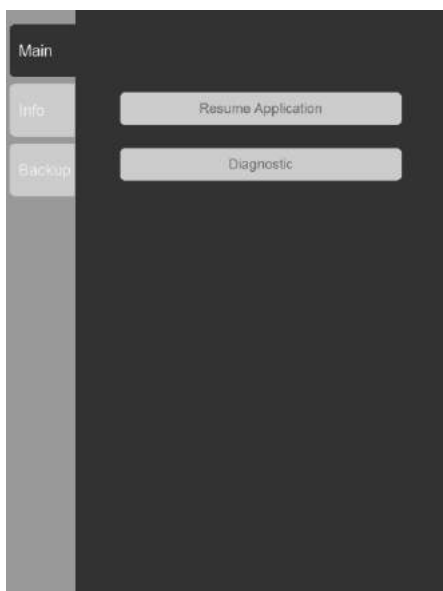 Main
Info
Backup
Resume Application
Diagnostic